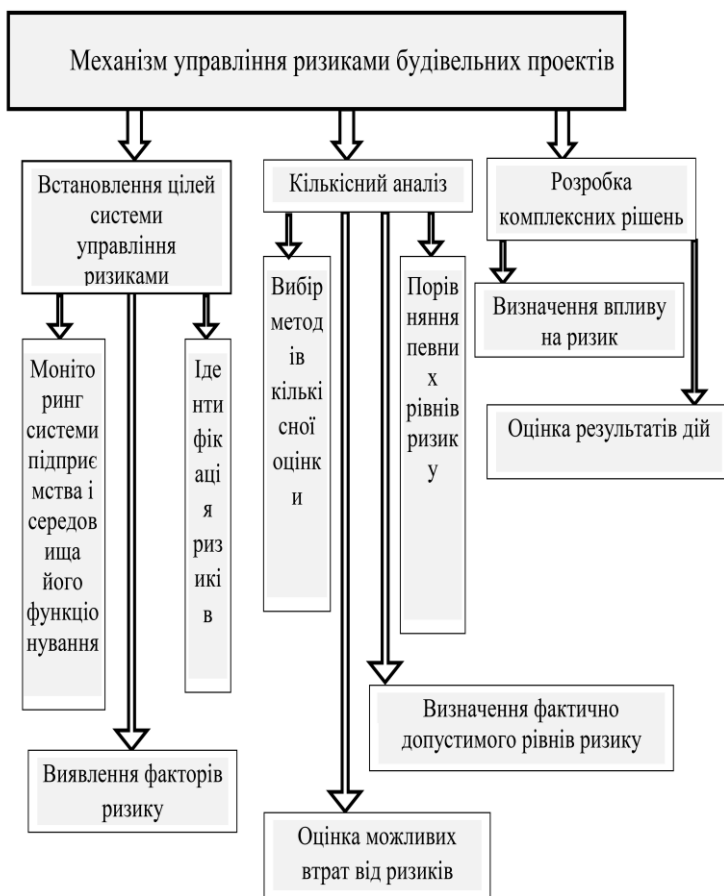 Механізм управління ризиками будівельних проектів
Встановлення цілей
системи
управління
ризиками
Кількісний аналіз
Розробка
комплексних рішень
Моніто
ринг
системи
підприє
мства і
середов
ища
його
функціо
нування
Іде
нти
фік
аці
я
риз
икі
в
Вибір
метод
ів
кільк
сної
оцінк
и
Порів
няння
певни
х
рівнів
ризик
у
Визначення впливу
на ризик
Оцінка результатів дій
Виявлення факторів
ризику
Визначення фактично
допустимого рівнів ризику
Оцінка можливих
втрат від ризиків